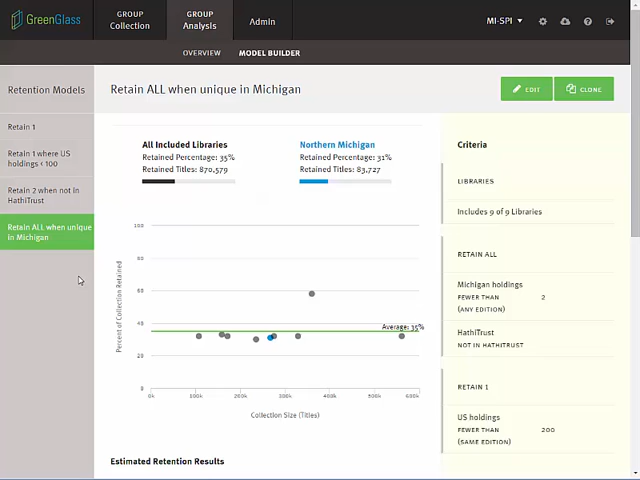 GreenGlass
GROUP
Collection
GROUP
Analysis
Admin
MI-SPI
OVERVIEW
MODEL BUILDER
Retention Models
Retain 1
Retain 1 where US
holdings < 100
Retain 2 when not in
HathiTrust
Retain ALL when unique
in Michigan
Retain ALL when unique in Michigan
EDIT
CLONE
All Included Libraries
Retained Percentage: 35%
Retained Titles: 870,579
Northern Michigan
Retained Percentage: 31%
Retained Titles: 83,727
Percent of Collection Retained
100
80
60
40
20
0
Average: 35%
0k
100k
200k
300k
400k
500k
600k
Collection Size (Titles)
Estimated Retention Results
Criteria
LIBRARIES
Includes 9 of 9 Libraries
RETAIN ALL
Michigan holdings
FEWER THAN 2
(ANY EDITION)
HathiTrust
NOT IN HATHITRUST
RETAIN 1
US holdings
FEWER THAN 200
(SAME EDITION)